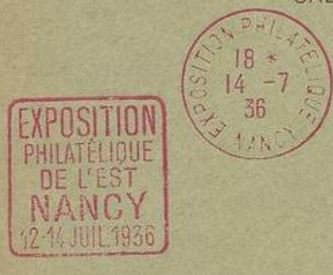 EXPOSITION PHILATÉLIQUE
18 *
14 -7
36
NANCY
EXPOSITION
PHILATÉLIQUE
DE L'EST
NANCY
12-14 JUIL.1936